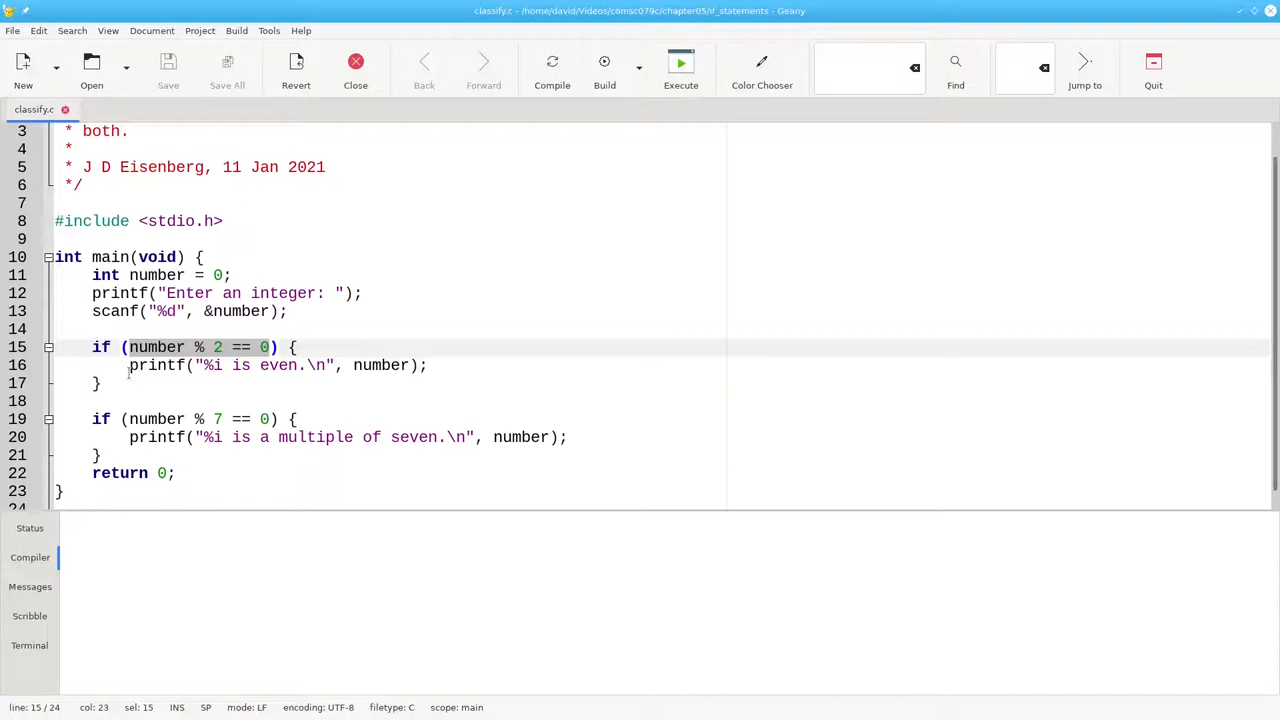 classify.c - /home/david/Videos/comsc079c/chapter05/if_statements - Geany
File Edit Search View Document Project Build Tools Help
New Open Save Save All Revert Close Back Forward Compile Build Execute Color Chooser Find Jump to Quit
classify.c
3 * both.
4 *
5 * J D Eisenberg, 11 Jan 2021
6 */
7
8 #include <stdio.h>
9
10 int main(void) {
11 int number = 0;
12 printf("Enter an integer: ");
13 scanf("%d", &number);
14
15 if (number % 2 == 0) {
16 printf("%i is even.\n", number);
17 }
18
19 if (number % 7 == 0) {
20 printf("%i is a multiple of seven.\n", number);
21 }
22 return 0;
23 }
24
Status
Compiler
Messages
Scribble
Terminal
line: 15 / 24 col: 23 sel: 15 INS SP mode: LF encoding: UTF-8 filetype: C scope: main